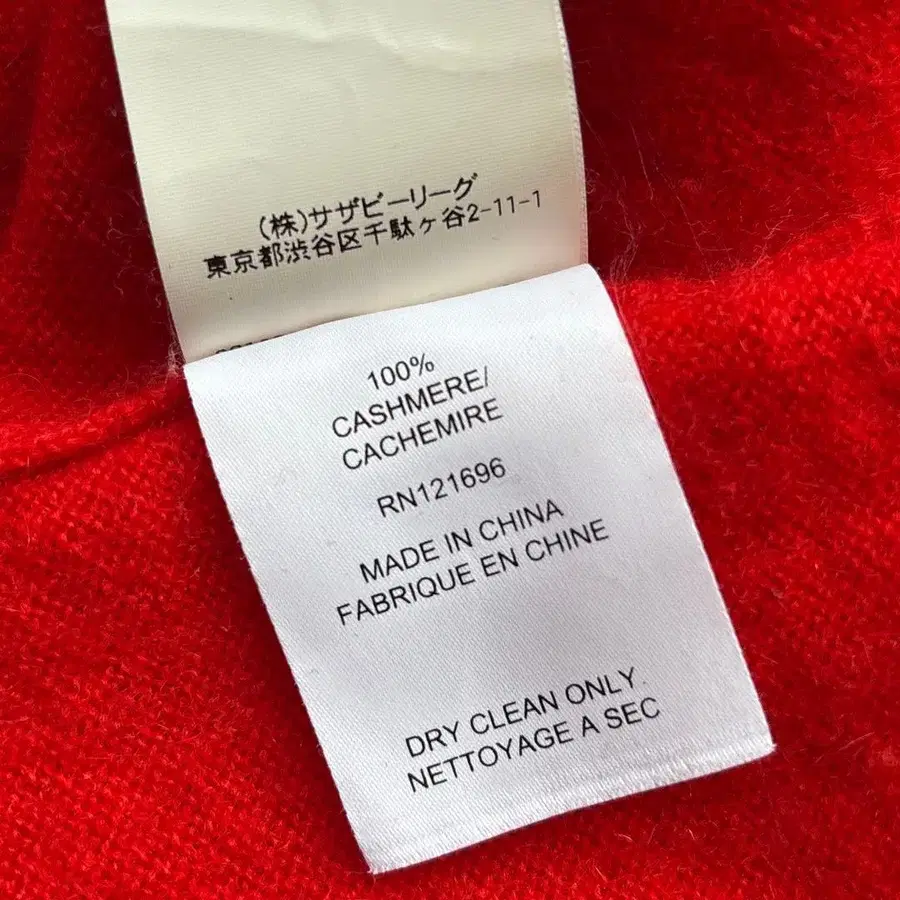 (株)サザビーリーグ
東京都渋谷区千駄ヶ谷2-11-1
100%
CASHMERE/
CACHEMIRE
RN121696
MADE IN CHINA
FABRIQUE EN CHINE
DRY CLEAN ONLY
NETTOYAGE A SEC